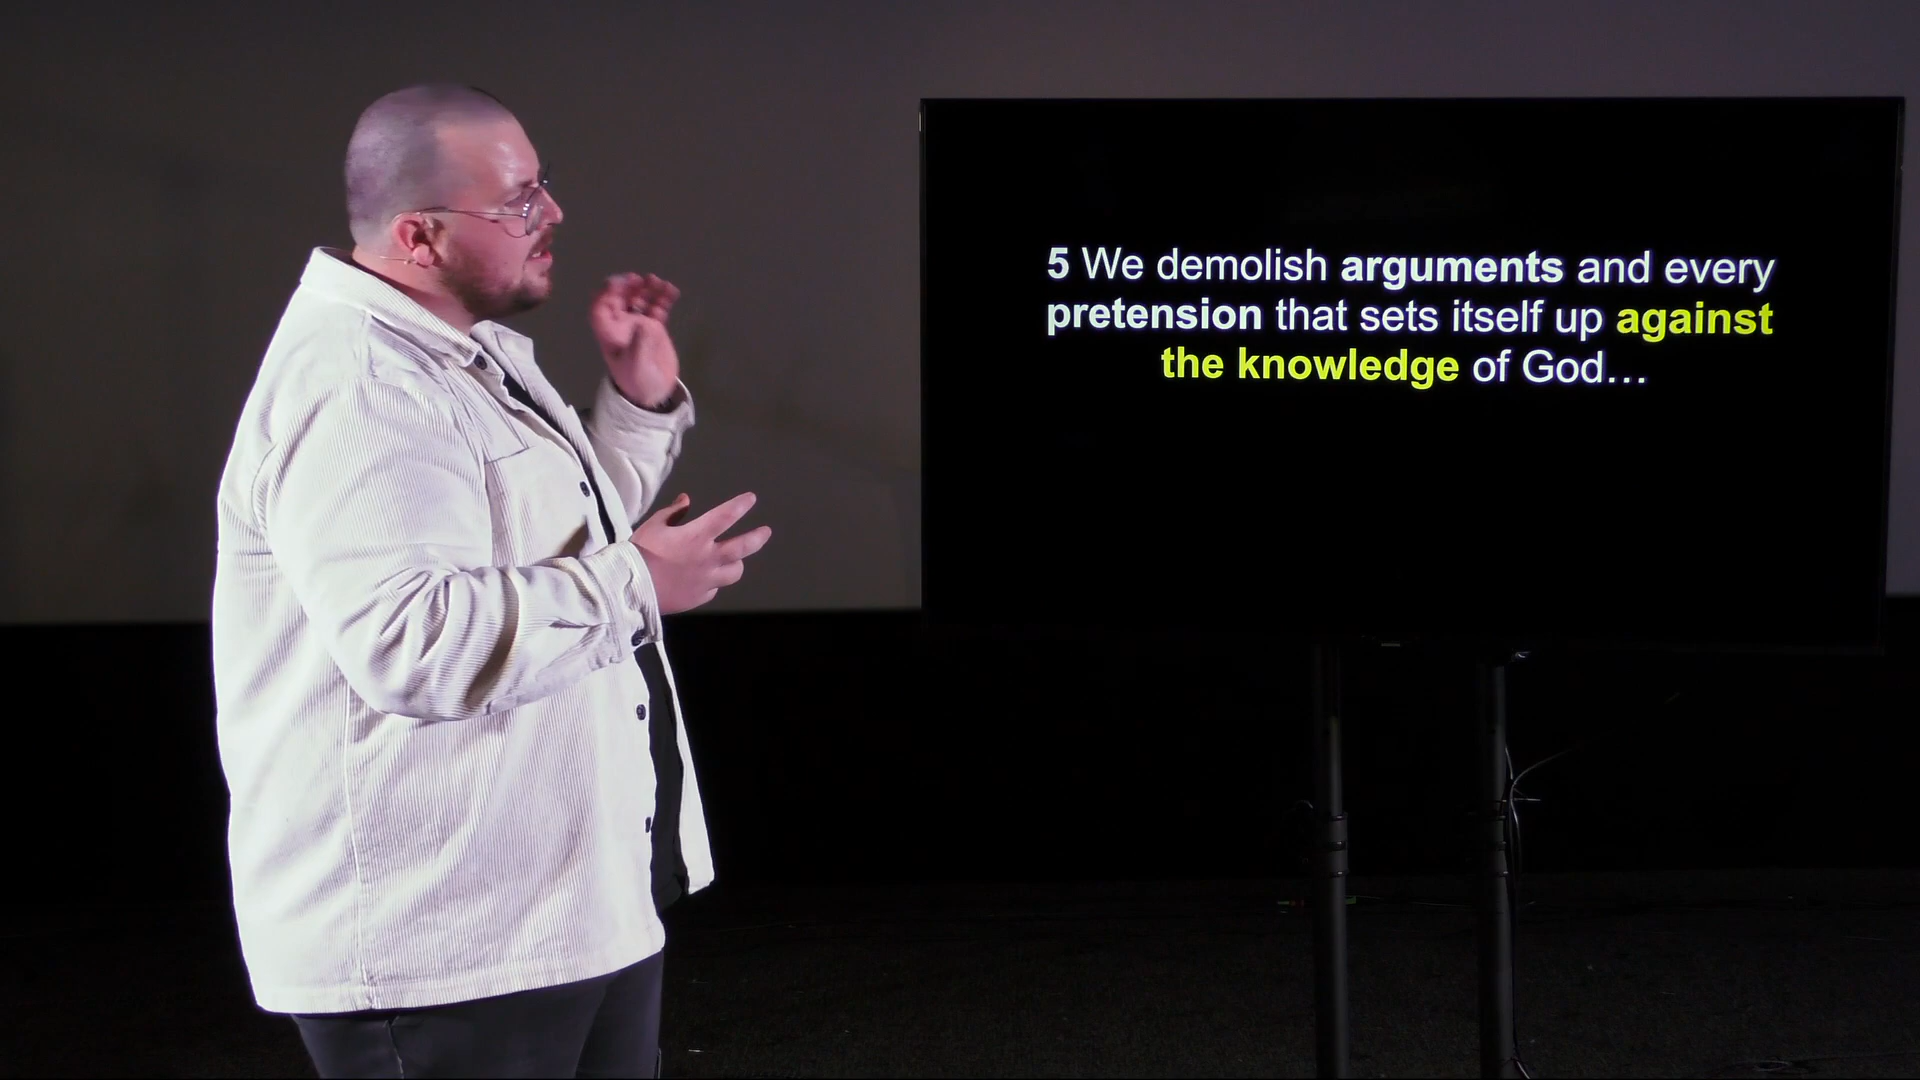 5 We demolish arguments and every
pretension that sets itself up against
the knowledge of God…